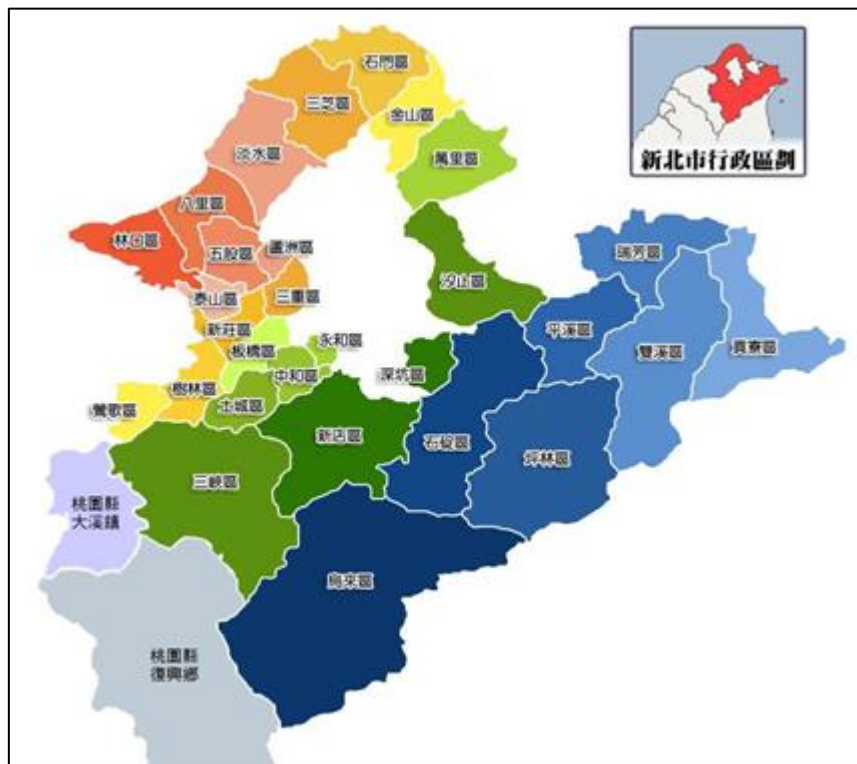 石門區
三芝區
金山區
淡水區
萬里區
新北市行政區劃
八里區
林口區
五股區
蘆洲區
瑞芳區
汐止區
泰山區
三重區
平溪區
新莊區
永和區
板橋區
雙溪區
貢寮區
中和區
深坑區
樹林區
鶯歌區
土城區
新店區
石碇區
坪林區
三峽區
桃園縣
大溪鎮
烏來區
桃園縣
復興鄉